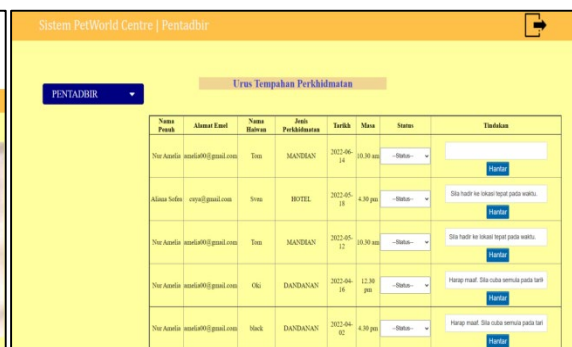 Sistem PetWorld Centre | Pentadbir
PENTADBIR
Urus Tempahan Perkhidmatan
Nama Penuh Alamat Emel Nama Haiwan Jenis Perkhidmatan Tarikh Masa Status Tindakan
Nur Amelia amelia00@gmail.com Tom MANDIAN 2022-06-14 10.30 am --Status--
Hantar
Alissa Sofea coya@gmail.com HOTEL 2022-05-18 4.30 pm --Status-- Sila hadir ke lokasi tepat pada waktu.
Hantar
Nur Amelia amelia00@gmail.com Tom MANDIAN 2022-05-12 10.30 am --Status-- Sila hadir ke lokasi tepat pada waktu.
Hantar
Nur Amelia amelia00@gmail.com Oki DANDANAN 2022-04-16 12.30 pm --Status-- Harap maaf. Sila cuba semula pada tarik
Hantar
Nur Amelia amelia00@gmail.com black DANDANAN 2022-04-02 4.30 pm --Status-- Harap maaf. Sila cuba semula pada tari
Hantar